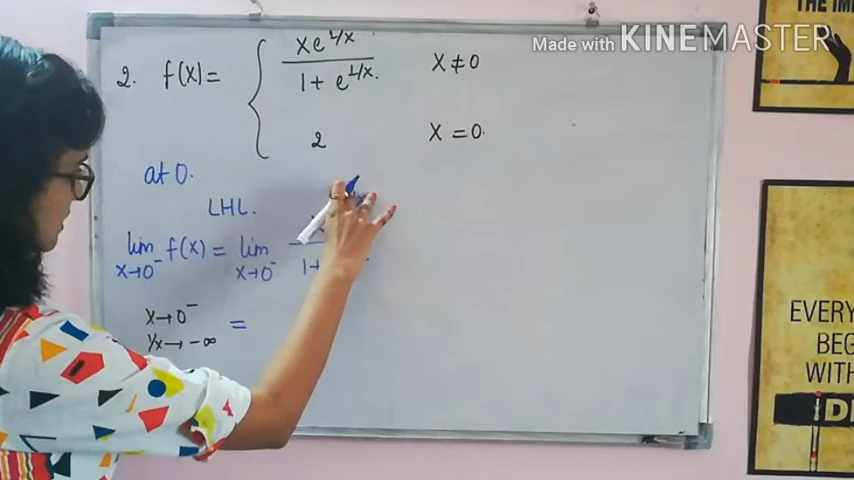 Made with KINEMASTER
THE IMP
2. f(x) = { xe^1/x / 1 + e^1/x. x ≠ 0
2 x = 0.
at 0.
LHL.
lim x→0⁻ f(x) = lim x→0⁻ 1+
x→0⁻ =
1/x → -∞
EVERY
BEG
WITH